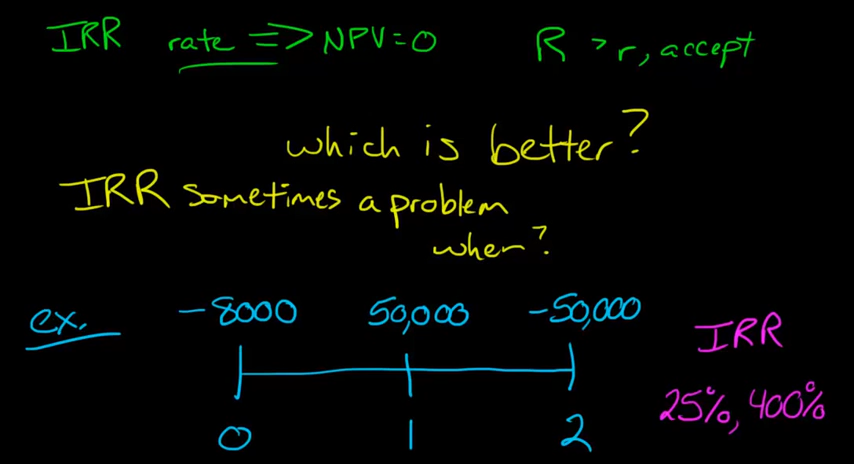 IRR rate => NPV=0 R >r, accept
which is better?
IRR sometimes a problem
when?
ex. -8000 50,000 -50,000
IRR
25%, 400%
0 1 2